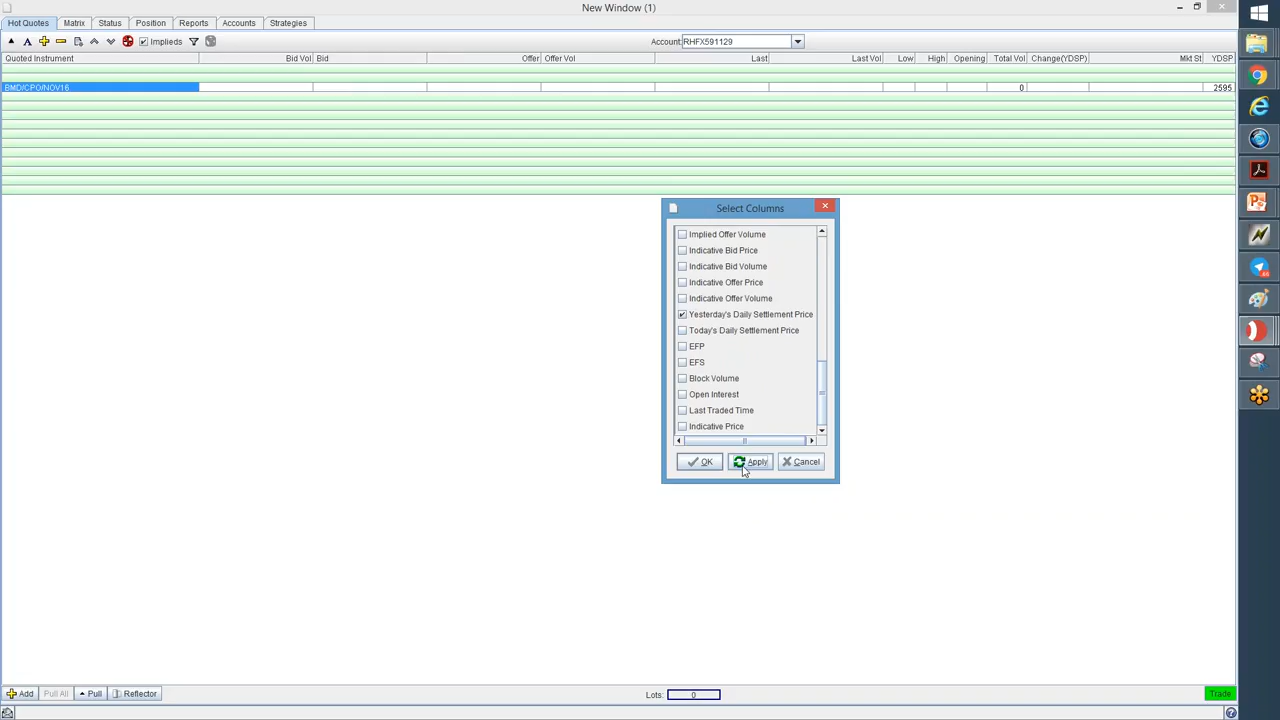 New Window (1)
Hot Quotes Matrix Status Position Reports Accounts Strategies
Implieds Account: RHFX591129
Quoted Instrument Bid Vol Bid Offer Offer Vol Last Last Vol Low High Opening Total Vol Change(YDSP) Mkt St YDSP
BMD/CPO/NOV16 0 2595
Select Columns
Implied Offer Volume
Indicative Bid Price
Indicative Bid Volume
Indicative Offer Price
Indicative Offer Volume
Yesterday's Daily Settlement Price
Today's Daily Settlement Price
EFP
EFS
Block Volume
Open Interest
Last Traded Time
Indicative Price
OK Apply Cancel
Add Pull All Pull Reflector Lots: 0 Trade